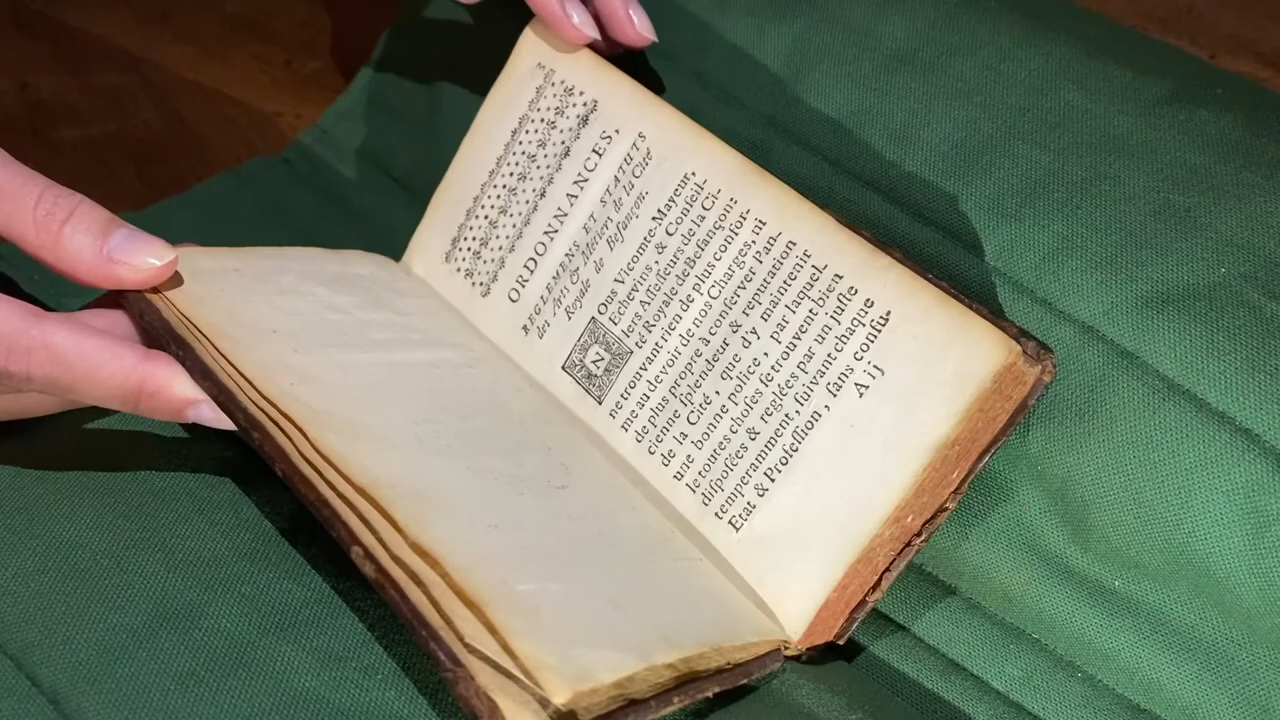 ORDONNANCES,
REGLEMENS ET STATUTS
des Arts & Métiers de la Cité
Royale de Beſançon.
NOus Vicomte-Mayeur,
Echevins, & Conſeil-
lers Aſſeſſeurs de la Ci-
té Royale de Beſançon:
ne trouvant rien de plus confor-
me au devoir de nos Charges, ni
de plus propre à conſerver l'an-
cienne ſplendeur & reputation
de la Cité, que d'y maintenir
une bonne police, par laquel-
le toutes choſes ſe trouvent bien
diſpoſées & reglées par un juſte
temperamment, ſuivant chaque
Etat & Profeſſion, ſans confu-
A ij